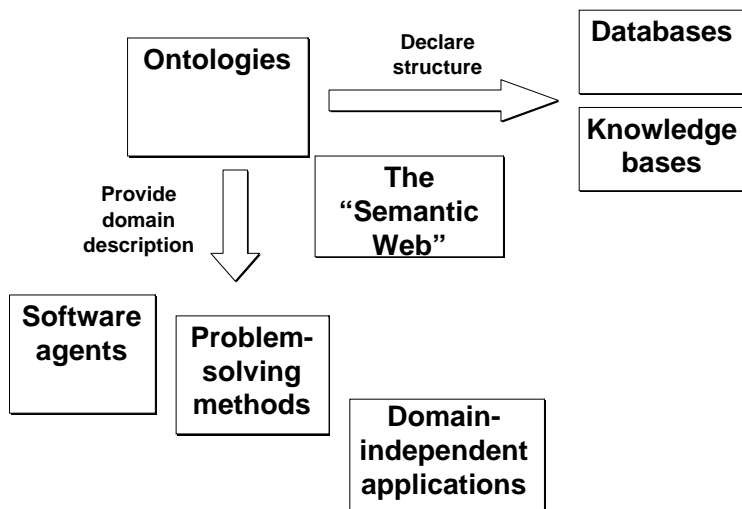 Ontologies
Declare
structure
Databases
Knowledge
bases
The
“Semantic
Web”
Provide
domain
description
Software
agents
Problem-
solving
methods
Domain-
independent
applications